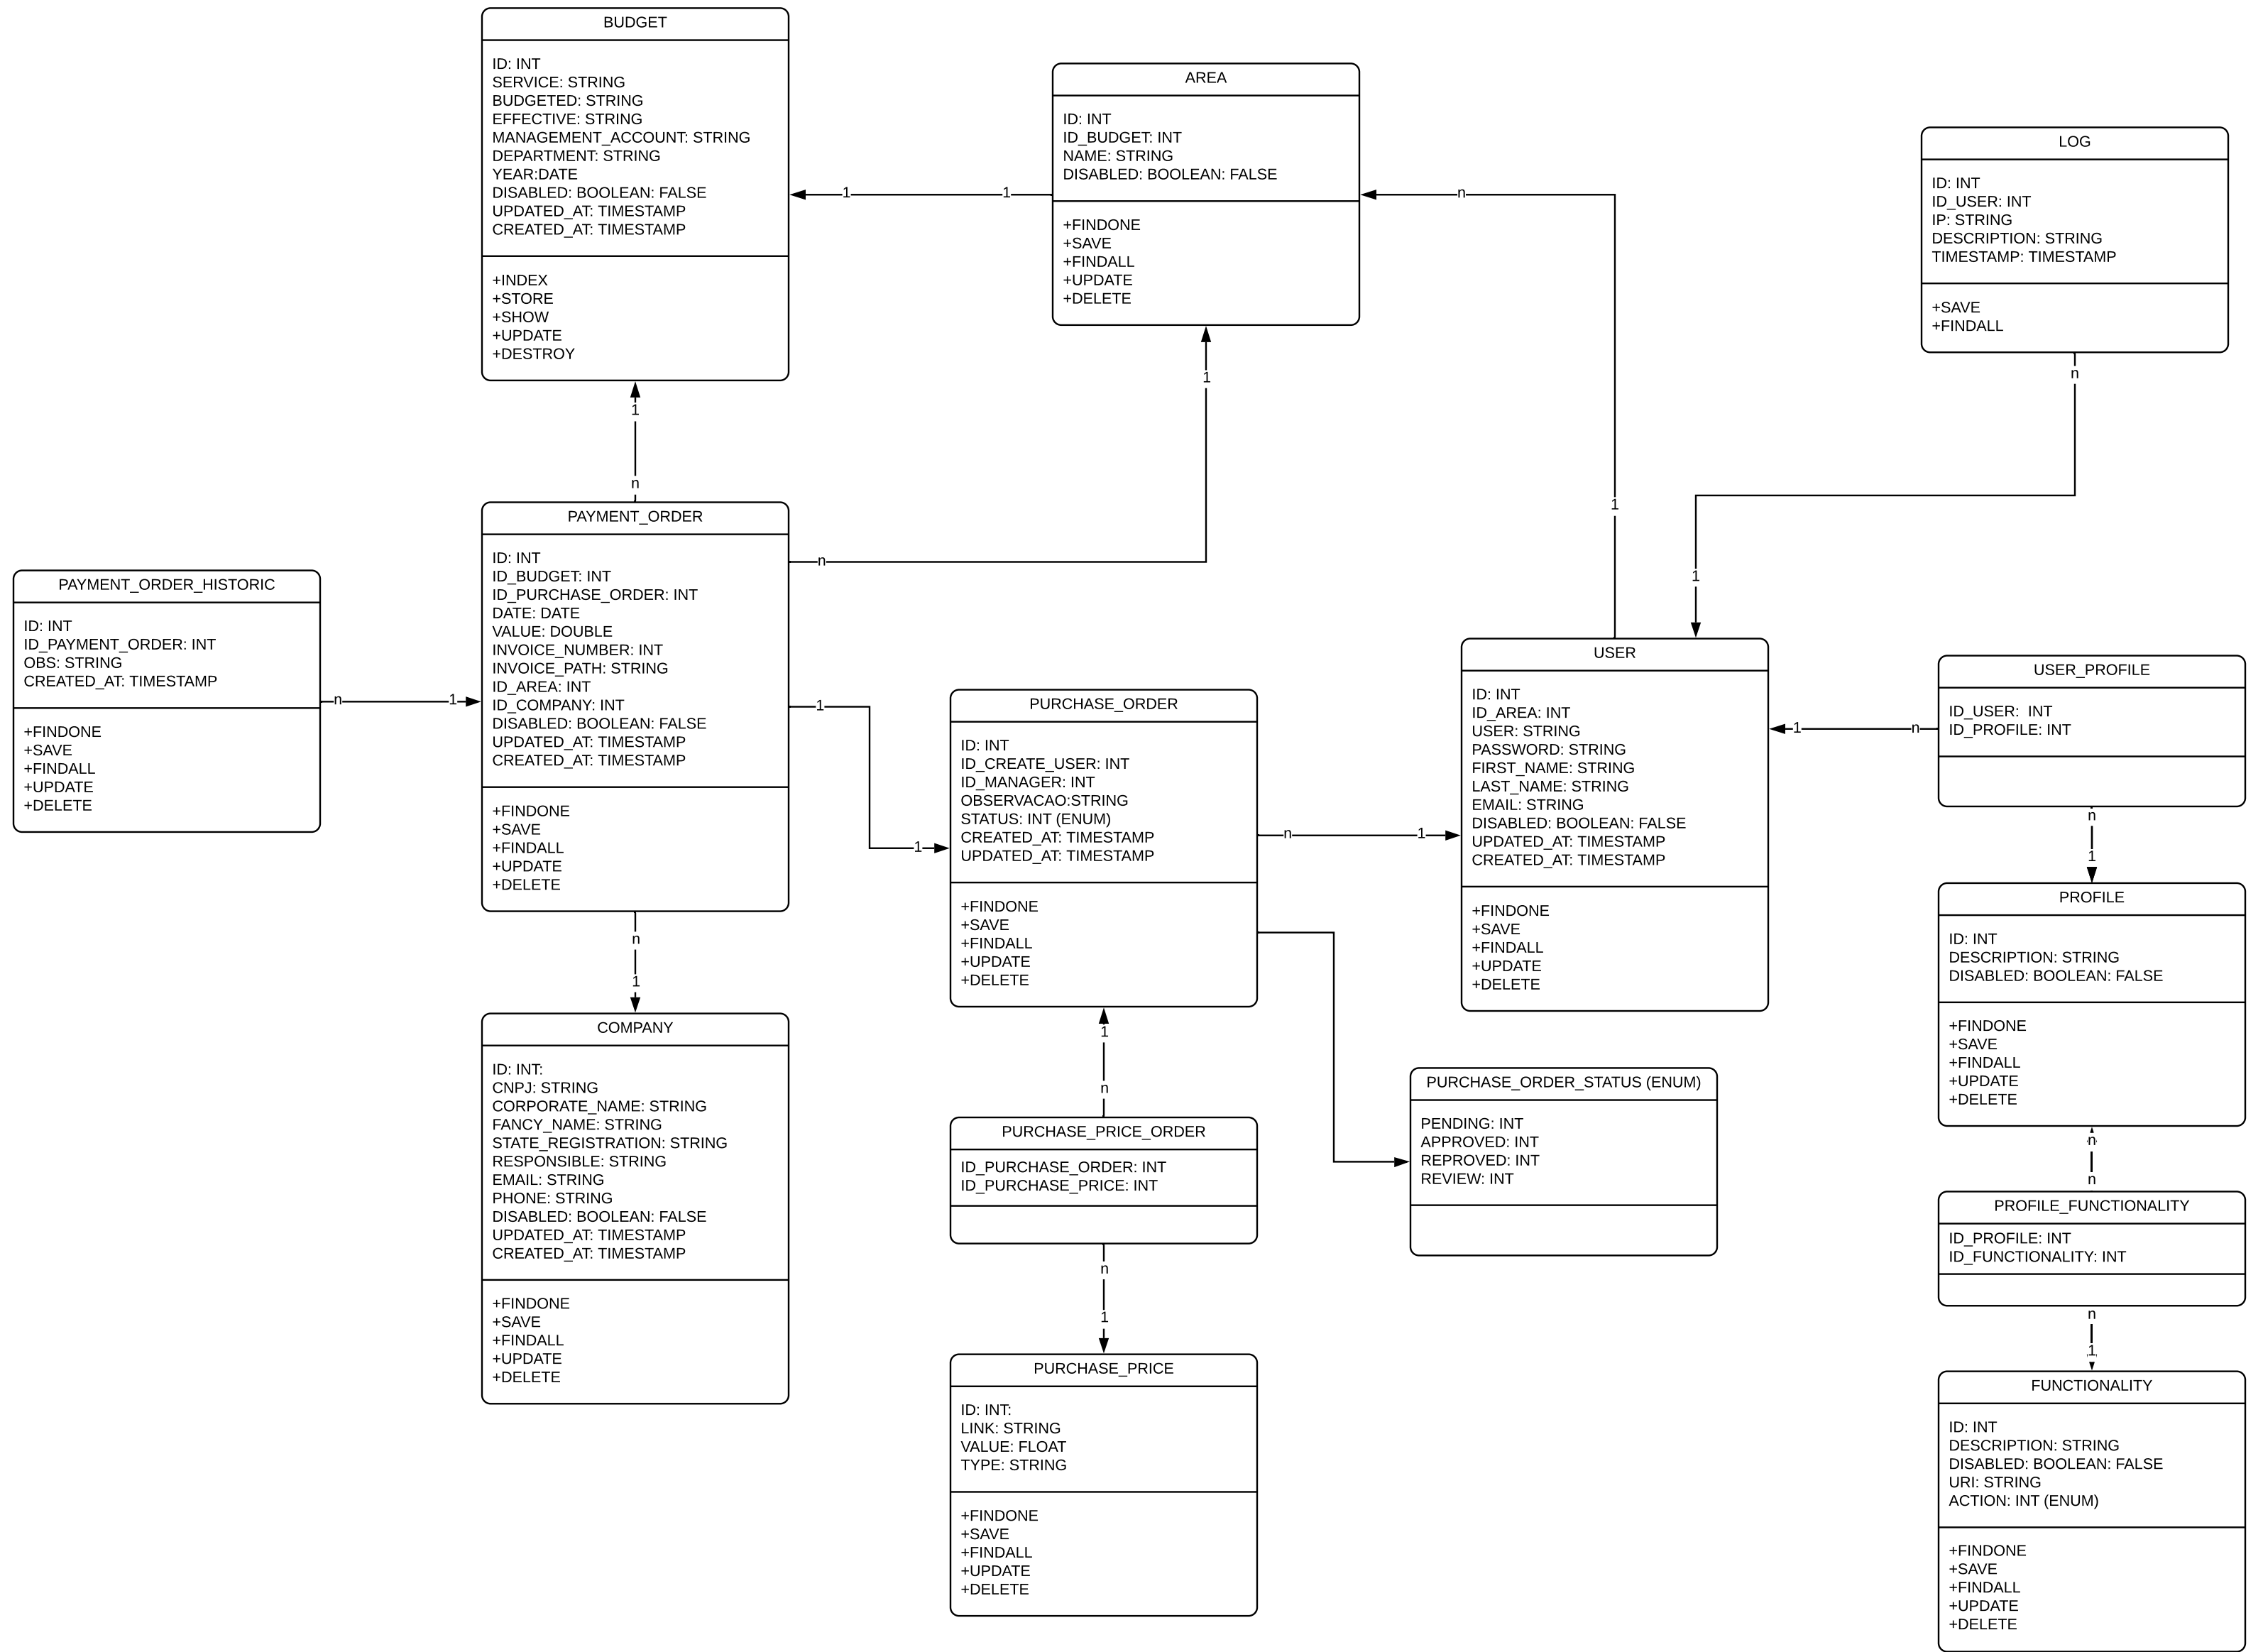 BUDGET
ID: INT
SERVICE: STRING
BUDGETED: STRING
EFFECTIVE: STRING
MANAGEMENT_ACCOUNT: STRING
DEPARTMENT: STRING
YEAR:DATE
DISABLED: BOOLEAN: FALSE
UPDATED_AT: TIMESTAMP
CREATED_AT: TIMESTAMP
+INDEX
+STORE
+SHOW
+UPDATE
+DESTROY
1
1
AREA
ID: INT
ID_BUDGET: INT
NAME: STRING
DISABLED: BOOLEAN: FALSE
+FINDONE
+SAVE
+FINDALL
+UPDATE
+DELETE
n
1
LOG
ID: INT
ID_USER: INT
IP: STRING
DESCRIPTION: STRING
TIMESTAMP: TIMESTAMP
+SAVE
+FINDALL
n
1
1
n
1
n
PAYMENT_ORDER_HISTORIC
ID: INT
ID_PAYMENT_ORDER: INT
OBS: STRING
CREATED_AT: TIMESTAMP
+FINDONE
+SAVE
+FINDALL
+UPDATE
+DELETE
n
1
PAYMENT_ORDER
ID: INT
ID_BUDGET: INT
ID_PURCHASE_ORDER: INT
DATE: DATE
VALUE: DOUBLE
INVOICE_NUMBER: INT
INVOICE_PATH: STRING
ID_AREA: INT
ID_COMPANY: INT
DISABLED: BOOLEAN: FALSE
UPDATED_AT: TIMESTAMP
CREATED_AT: TIMESTAMP
+FINDONE
+SAVE
+FINDALL
+UPDATE
+DELETE
1
1
n
1
COMPANY
ID: INT:
CNPJ: STRING
CORPORATE_NAME: STRING
FANCY_NAME: STRING
STATE_REGISTRATION: STRING
RESPONSIBLE: STRING
EMAIL: STRING
PHONE: STRING
DISABLED: BOOLEAN: FALSE
UPDATED_AT: TIMESTAMP
CREATED_AT: TIMESTAMP
+FINDONE
+SAVE
+FINDALL
+UPDATE
+DELETE
PURCHASE_ORDER
ID: INT
ID_CREATE_USER: INT
ID_MANAGER: INT
OBSERVACAO:STRING
STATUS: INT (ENUM)
CREATED_AT: TIMESTAMP
UPDATED_AT: TIMESTAMP
+FINDONE
+SAVE
+FINDALL
+UPDATE
+DELETE
n
1
1
n
PURCHASE_PRICE_ORDER
ID_PURCHASE_ORDER: INT
ID_PURCHASE_PRICE: INT
n
1
PURCHASE_PRICE
ID: INT:
LINK: STRING
VALUE: FLOAT
TYPE: STRING
+FINDONE
+SAVE
+FINDALL
+UPDATE
+DELETE
USER
ID: INT
ID_AREA: INT
USER: STRING
PASSWORD: STRING
FIRST_NAME: STRING
LAST_NAME: STRING
EMAIL: STRING
DISABLED: BOOLEAN: FALSE
UPDATED_AT: TIMESTAMP
CREATED_AT: TIMESTAMP
+FINDONE
+SAVE
+FINDALL
+UPDATE
+DELETE
PURCHASE_ORDER_STATUS (ENUM)
PENDING: INT
APPROVED: INT
REPROVED: INT
REVIEW: INT
1
n
USER_PROFILE
ID_USER:  INT
ID_PROFILE: INT
n
1
PROFILE
ID: INT
DESCRIPTION: STRING
DISABLED: BOOLEAN: FALSE
+FINDONE
+SAVE
+FINDALL
+UPDATE
+DELETE
n
n
PROFILE_FUNCTIONALITY
ID_PROFILE: INT
ID_FUNCTIONALITY: INT
n
1
FUNCTIONALITY
ID: INT
DESCRIPTION: STRING
DISABLED: BOOLEAN: FALSE
URI: STRING
ACTION: INT (ENUM)
+FINDONE
+SAVE
+FINDALL
+UPDATE
+DELETE